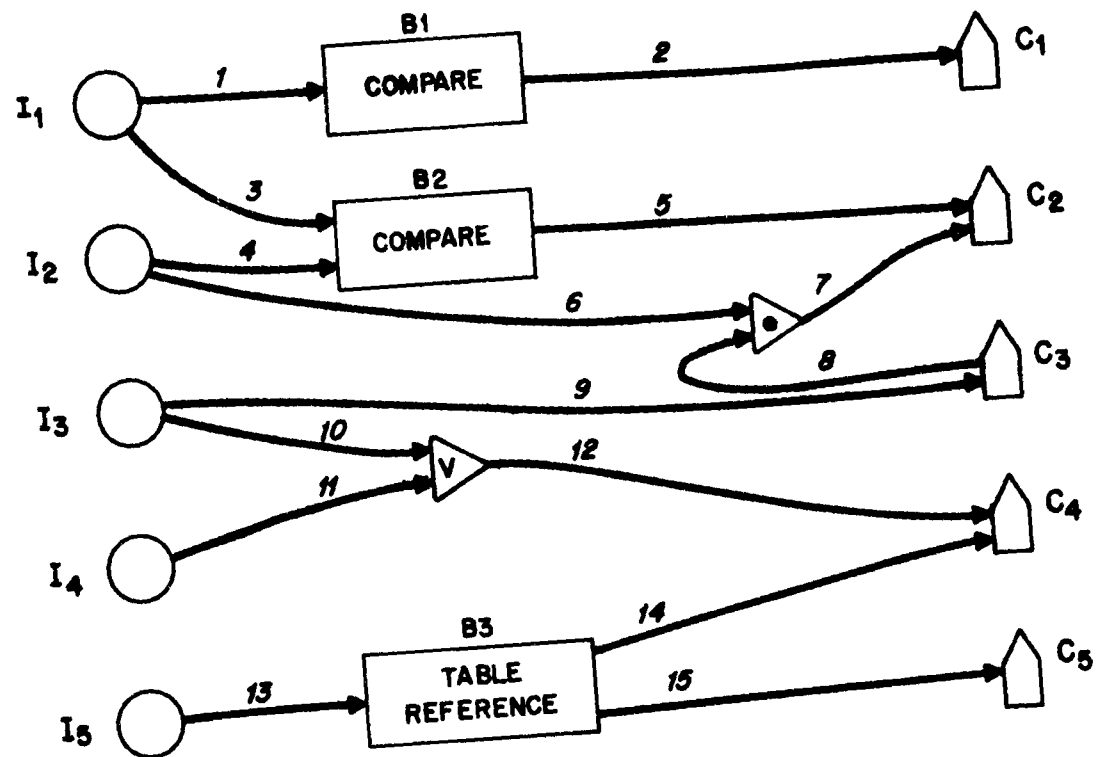 B1
COMPARE
1
2
C1
I1
3
B2
COMPARE
4
5
C2
I2
6
•
7
8
C3
I3
9
10
V
11
12
C4
I4
B3
TABLE
REFERENCE
13
14
15
C5
I5